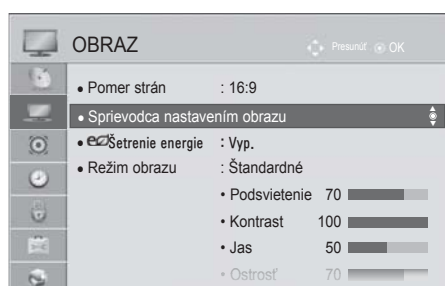 OBRAZ
Presunúť OK
• Pomer strán : 16:9
• Sprievodca nastavením obrazu
• eco Šetrenie energie : Vyp.
• Režim obrazu : Štandardné
• Podsvietenie 70
• Kontrast 100
• Jas 50
• Ostrosť 70